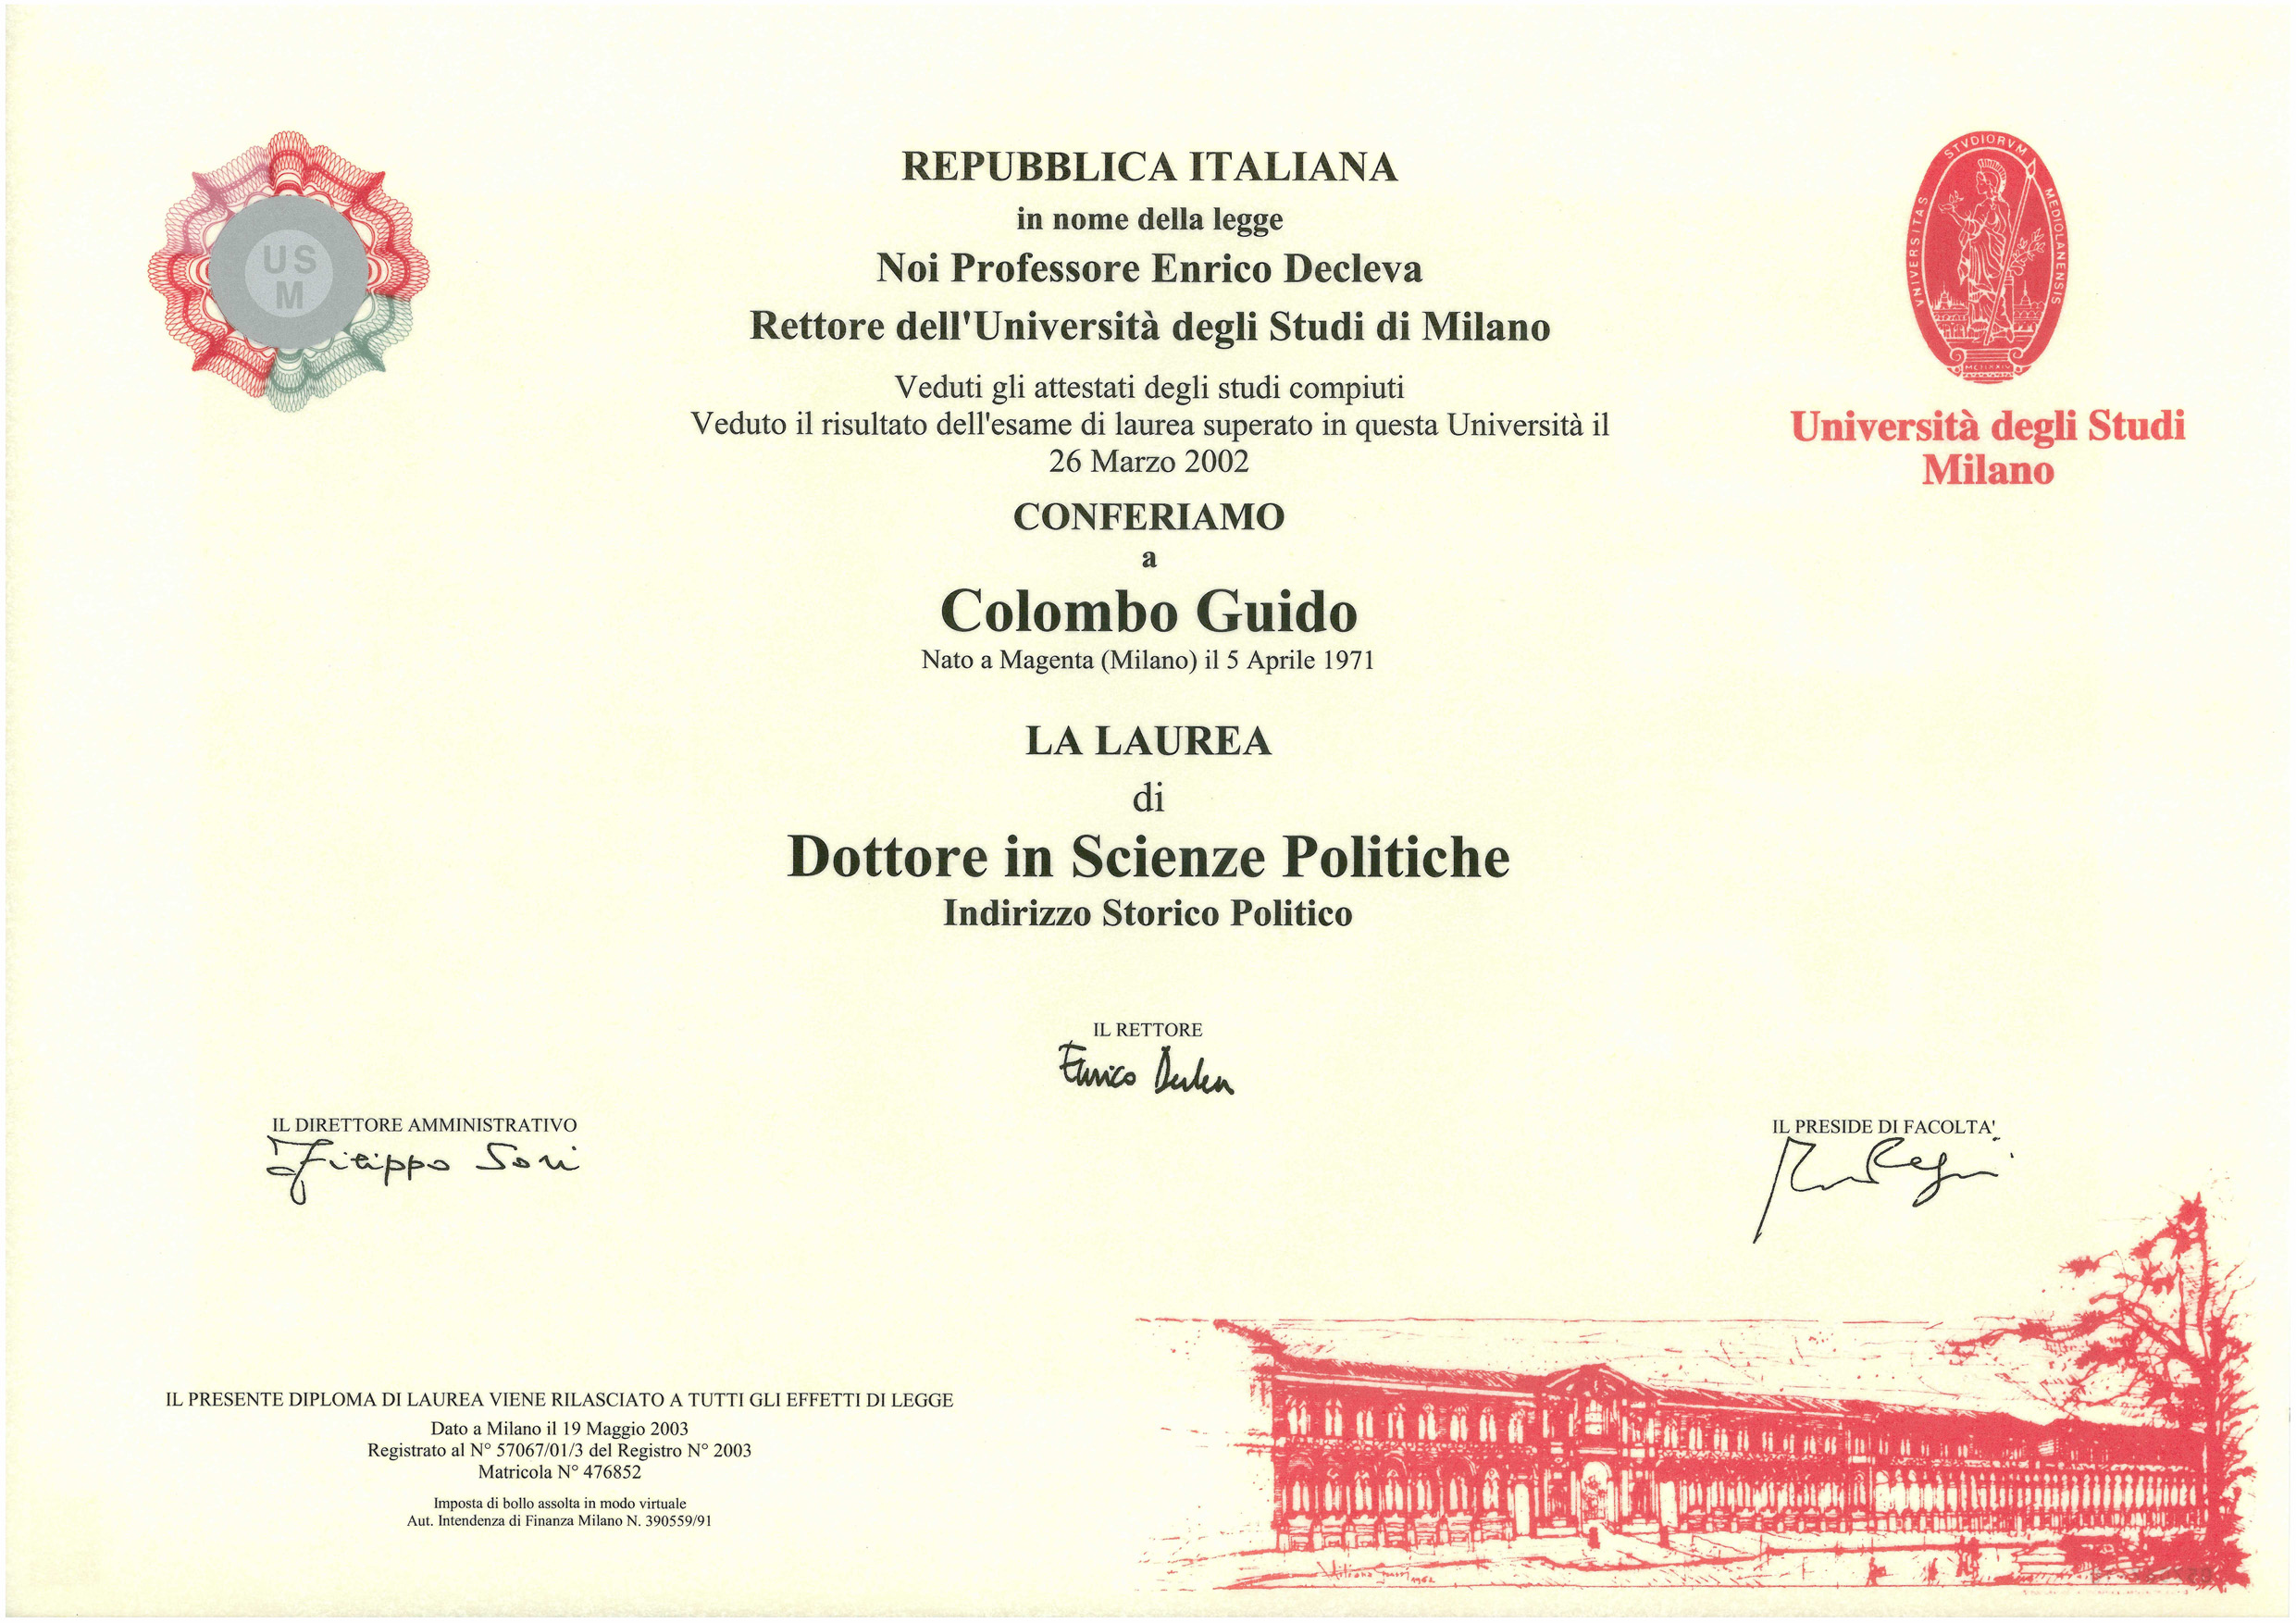 US
M
REPUBBLICA ITALIANA
in nome della legge
Noi Professore Enrico Decleva
Rettore dell'Università degli Studi di Milano
Veduti gli attestati degli studi compiuti
Veduto il risultato dell'esame di laurea superato in questa Università il
26 Marzo 2002
UNIVERSITAS STVDIORVM MEDIOLANENSIS
Università degli Studi
Milano
CONFERIAMO
a
Colombo Guido
Nato a Magenta (Milano) il 5 Aprile 1971
LA LAUREA
di
Dottore in Scienze Politiche
Indirizzo Storico Politico
IL RETTORE
Enrico Decleva
IL DIRETTORE AMMINISTRATIVO
Filippo Sori
IL PRESIDE DI FACOLTA'
IL PRESENTE DIPLOMA DI LAUREA VIENE RILASCIATO A TUTTI GLI EFFETTI DI LEGGE
Dato a Milano il 19 Maggio 2003
Registrato al N° 57067/01/3 del Registro N° 2003
Matricola N° 476852
Imposta di bollo assolta in modo virtuale
Aut. Intendenza di Finanza Milano N. 390559/91